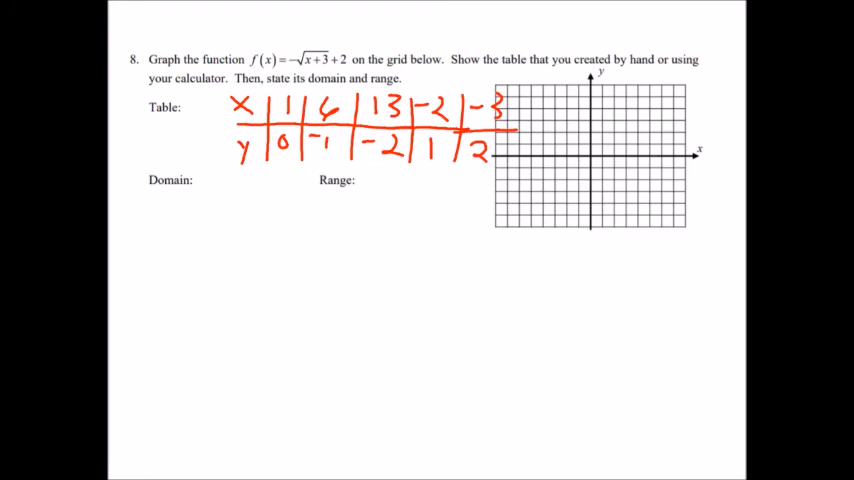 8. Graph the function f(x) = −√x+3 + 2 on the grid below. Show the table that you created by hand or using
your calculator. Then, state its domain and range.
y
Table: x | 1 | 6 | 13 | -2 | -3
y | 0 | -1 | -2 | 1 | 2
x
Domain: Range: